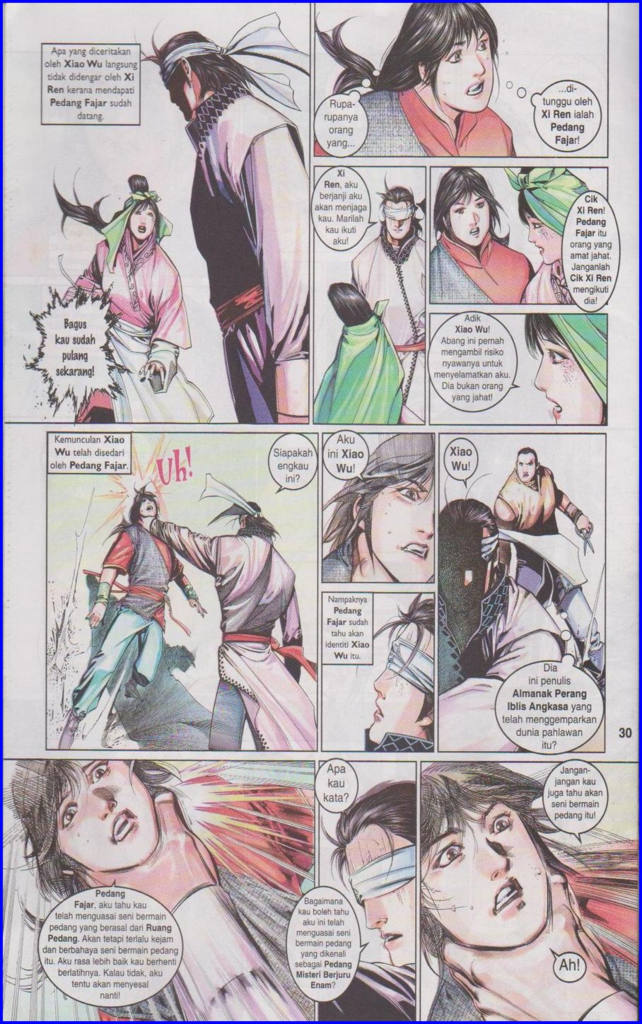 Apa yang diceritakan
oleh Xiao Wu langsung
tidak didengar oleh Xi
Ren kerana mendapati
Pedang Fajar sudah
datang.
Rupa-
rupanya
orang
yang...
...di-
tunggu oleh
Xi Ren ialah
Pedang
Fajar!
Bagus
kau sudah
pulang
sekarang!
Xi
Ren, aku
berjanji aku
akan menjaga
kau. Marilah
kau ikuti
aku!
Cik
Xi Ren!
Pedang
Fajar itu
orang yang
amat jahat.
Janganlah
Cik Xi Ren
mengikuti
dia!
Adik
Xiao Wu!
Abang ini pernah
mengambil risiko
nyawanya untuk
menyelamatkan aku.
Dia bukan orang
yang jahat!
Kemunculan Xiao
Wu telah disedari
oleh Pedang Fajar.
Uh!
Siapakah
engkau
ini?
Aku
ini Xiao
Wu!
Nampaknya
Pedang
Fajar sudah
tahu akan
identiti Xiao
Wu itu.
Xiao
Wu!
Dia
ini penulis
Almanak Perang
Iblis Angkasa yang
telah menggemparkan
dunia pahlawan
itu?
30
Pedang
Fajar, aku tahu kau
telah menguasai seni bermain
pedang yang berasal dari Ruang
Pedang. Akan tetapi terlalu kejam
dan berbahaya seni bermain pedang
itu. Aku rasa lebih baik kau berhenti
berlatihnya. Kalau tidak, aku
tentu akan menyesal
nanti!
Apa
kau
kata?
Bagaimana
kau boleh tahu
aku ini telah
menguasai seni
bermain pedang
yang dikenali
sebagai Pedang
Misteri Berjuru
Enam?
Jangan-
jangan kau
juga tahu akan
seni bermain
pedang itu!
Ah!